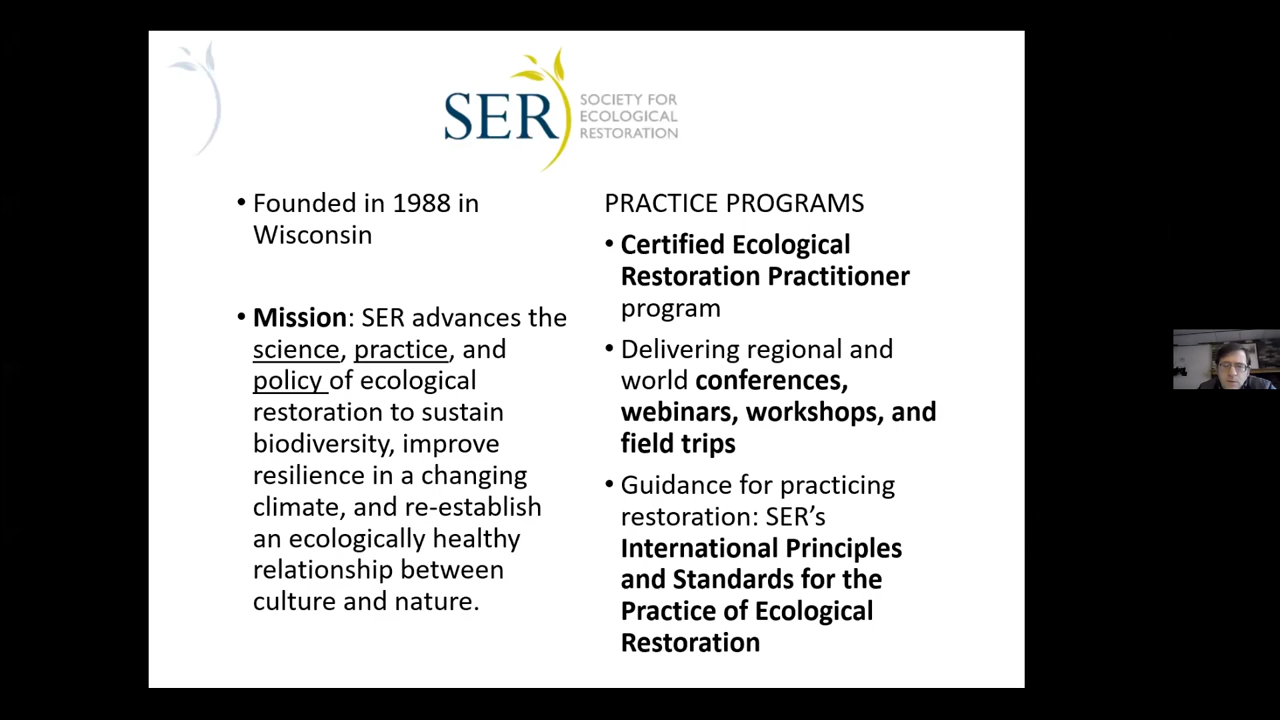 SER
SOCIETY FOR
ECOLOGICAL
RESTORATION
• Founded in 1988 in
Wisconsin
• Mission: SER advances the
science, practice, and
policy of ecological
restoration to sustain
biodiversity, improve
resilience in a changing
climate, and re-establish
an ecologically healthy
relationship between
culture and nature.
PRACTICE PROGRAMS
• Certified Ecological
Restoration Practitioner
program
• Delivering regional and
world conferences,
webinars, workshops, and
field trips
• Guidance for practicing
restoration: SER’s
International Principles
and Standards for the
Practice of Ecological
Restoration